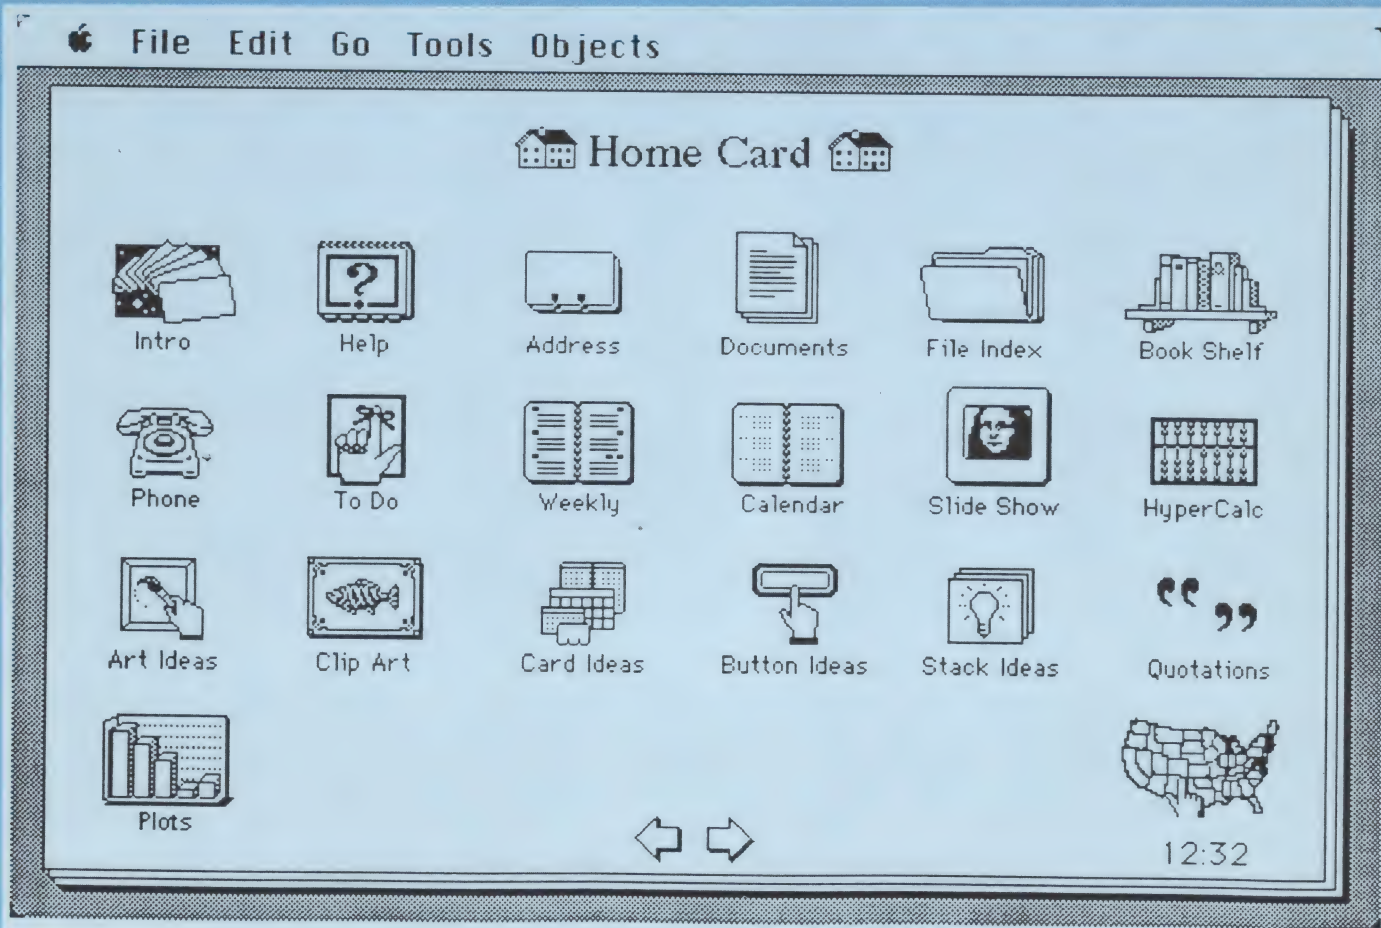 File Edit Go Tools Objects
Home Card
Intro Help Address Documents File Index Book Shelf
Phone To Do Weekly Calendar Slide Show HyperCalc
Art Ideas Clip Art Card Ideas Button Ideas Stack Ideas Quotations
Plots
12:32